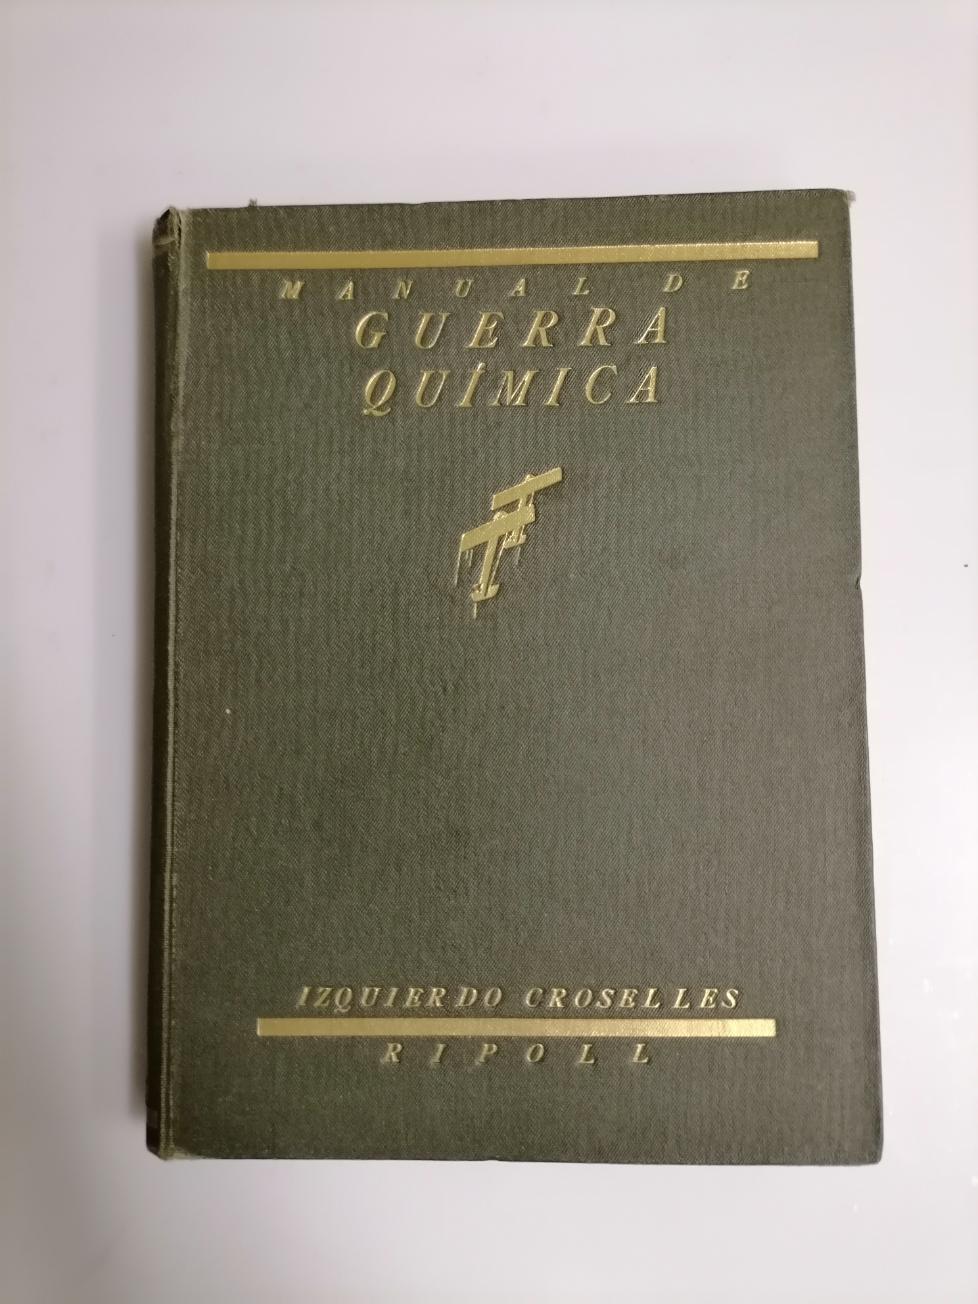 MANUAL DE
GUERRA
QUÍMICA
IZQUIERDO CROSELLES
RIPOLL